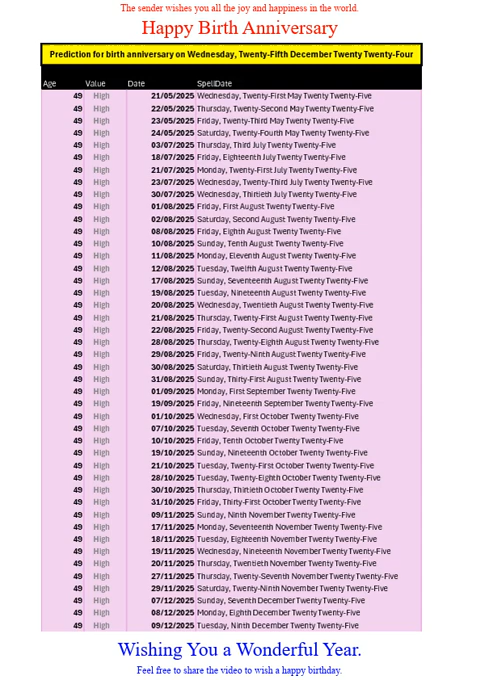 The sender wishes you all the joy and happiness in the world.
Happy Birth Anniversary
Prediction for birth anniversary on Wednesday, Twenty-Fifth December Twenty Twenty-Four
Age Value Date SpellDate
49 High 21/05/2025 Wednesday, Twenty-First May Twenty Twenty-Five
49 High 22/05/2025 Thursday, Twenty-Second May Twenty Twenty-Five
49 High 23/05/2025 Friday, Twenty-Third May Twenty Twenty-Five
49 High 24/05/2025 Saturday, Twenty-Fourth May Twenty Twenty-Five
49 High 03/07/2025 Thursday, Third July Twenty Twenty-Five
49 High 18/07/2025 Friday, Eighteenth July Twenty Twenty-Five
49 High 21/07/2025 Monday, Twenty-First July Twenty Twenty-Five
49 High 23/07/2025 Wednesday, Twenty-Third July Twenty Twenty-Five
49 High 30/07/2025 Wednesday, Thirtieth July Twenty Twenty-Five
49 High 01/08/2025 Friday, First August Twenty Twenty-Five
49 High 02/08/2025 Saturday, Second August Twenty Twenty-Five
49 High 08/08/2025 Friday, Eighth August Twenty Twenty-Five
49 High 10/08/2025 Sunday, Tenth August Twenty Twenty-Five
49 High 11/08/2025 Monday, Eleventh August Twenty Twenty-Five
49 High 12/08/2025 Tuesday, Twelfth August Twenty Twenty-Five
49 High 17/08/2025 Sunday, Seventeenth August Twenty Twenty-Five
49 High 19/08/2025 Tuesday, Nineteenth August Twenty Twenty-Five
49 High 20/08/2025 Wednesday, Twentieth August Twenty Twenty-Five
49 High 21/08/2025 Thursday, Twenty-First August Twenty Twenty-Five
49 High 22/08/2025 Friday, Twenty-Second August Twenty Twenty-Five
49 High 28/08/2025 Thursday, Twenty-Eighth August Twenty Twenty-Five
49 High 29/08/2025 Friday, Twenty-Ninth August Twenty Twenty-Five
49 High 30/08/2025 Saturday, Thirtieth August Twenty Twenty-Five
49 High 31/08/2025 Sunday, Thirty-First August Twenty Twenty-Five
49 High 01/09/2025 Monday, First September Twenty Twenty-Five
49 High 19/09/2025 Friday, Nineteenth September Twenty Twenty-Five
49 High 01/10/2025 Wednesday, First October Twenty Twenty-Five
49 High 07/10/2025 Tuesday, Seventh October Twenty Twenty-Five
49 High 10/10/2025 Friday, Tenth October Twenty Twenty-Five
49 High 19/10/2025 Sunday, Nineteenth October Twenty Twenty-Five
49 High 21/10/2025 Tuesday, Twenty-First October Twenty Twenty-Five
49 High 28/10/2025 Tuesday, Twenty-Eighth October Twenty Twenty-Five
49 High 30/10/2025 Thursday, Thirtieth October Twenty Twenty-Five
49 High 31/10/2025 Friday, Thirty-First October Twenty Twenty-Five
49 High 09/11/2025 Sunday, Ninth November Twenty Twenty-Five
49 High 17/11/2025 Monday, Seventeenth November Twenty Twenty-Five
49 High 18/11/2025 Tuesday, Eighteenth November Twenty Twenty-Five
49 High 19/11/2025 Wednesday, Nineteenth November Twenty Twenty-Five
49 High 20/11/2025 Thursday, Twentieth November Twenty Twenty-Five
49 High 27/11/2025 Thursday, Twenty-Seventh November Twenty Twenty-Five
49 High 29/11/2025 Saturday, Twenty-Ninth November Twenty Twenty-Five
49 High 07/12/2025 Sunday, Seventh December Twenty Twenty-Five
49 High 08/12/2025 Monday, Eighth December Twenty Twenty-Five
49 High 09/12/2025 Tuesday, Ninth December Twenty Twenty-Five
Wishing You a Wonderful Year.
Feel free to share the video to wish a happy birthday.